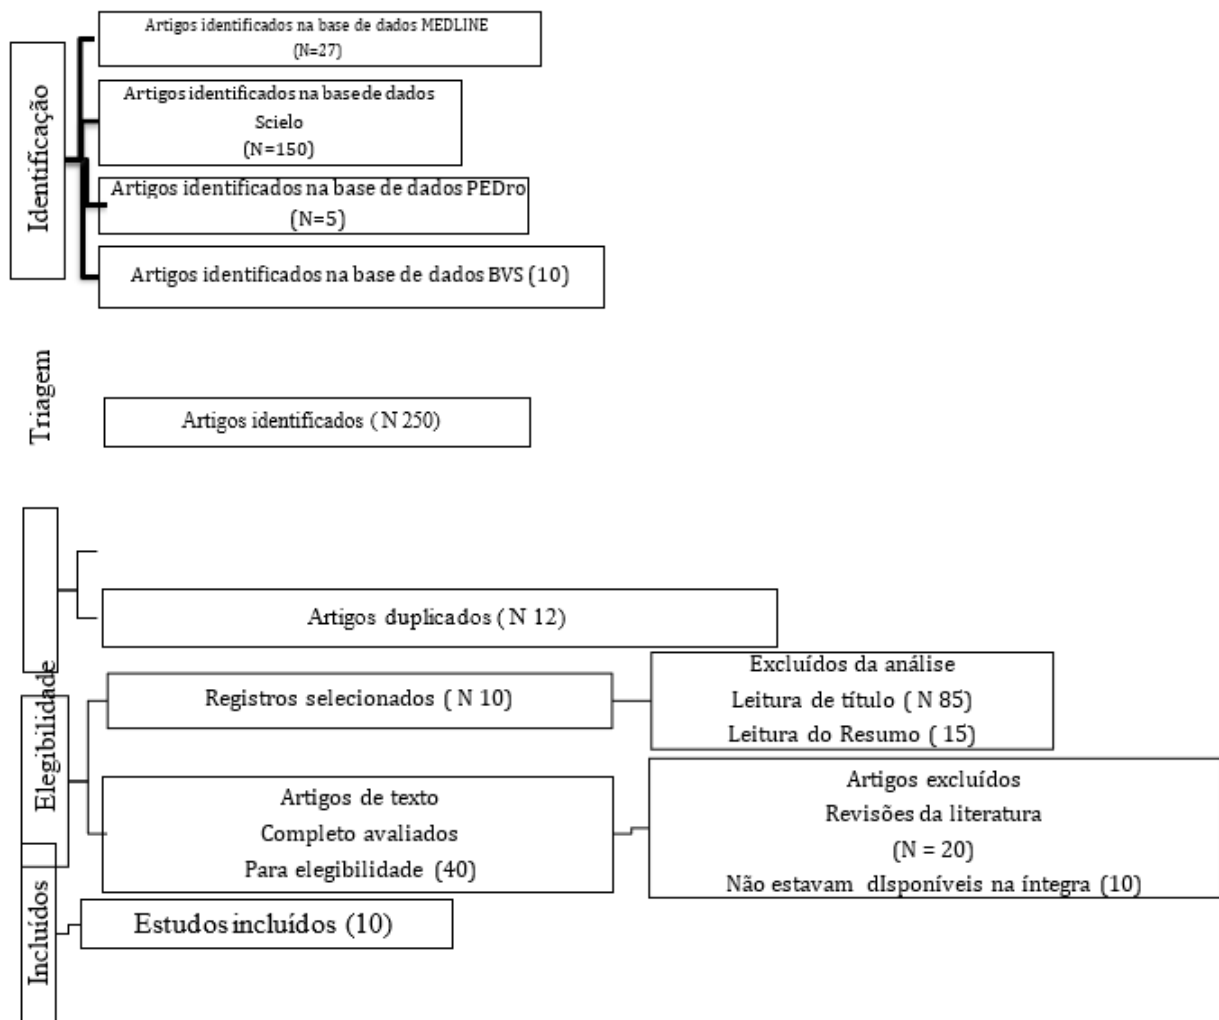 Identificação
Artigos identificados na base de dados MEDLINE
(N=27)
Artigos identificados na base de dados
Scielo
(N=150)
Artigos identificados na base de dados PEDro
(N=5)
Artigos identificados na base de dados BVS (10)
Triagem
Artigos identificados ( N 250)
Artigos duplicados ( N 12)
Elegibilidade
Registros selecionados ( N 10)
Excluídos da análise
Leitura de título ( N 85)
Leitura do Resumo ( 15)
Artigos de texto
Completo avaliados
Para elegibilidade (40)
Artigos excluídos
Revisões da literatura
(N = 20)
Não estavam dIsponíveis na íntegra (10)
Incluídos
Estudos incluídos (10)